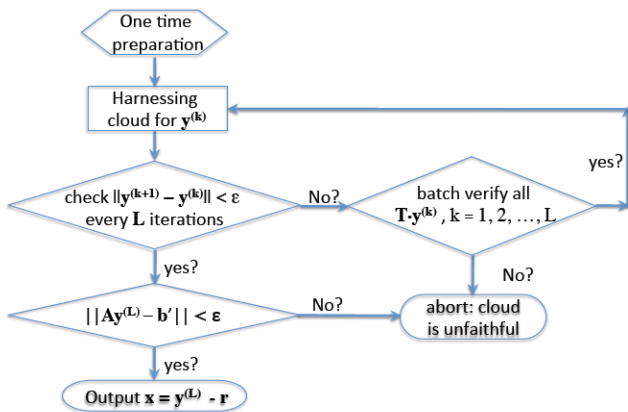 One time
preparation
Harnessing
cloud for y⁽ᵏ⁾
yes?
check ||y⁽ᵏ⁺¹⁾ – y⁽ᵏ⁾|| < ε
every L iterations
No?
batch verify all
T·y⁽ᵏ⁾ , k = 1, 2, …, L
yes?
No?
||Ay⁽ᴸ⁾ – b′|| < ε
No?
abort: cloud
is unfaithful
yes?
Output x = y⁽ᴸ⁾ - r